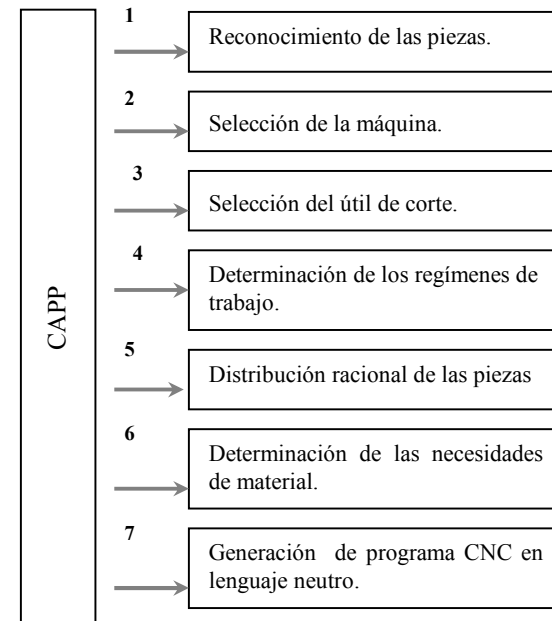 CAPP
1
Reconocimiento de las piezas.
2
Selección de la máquina.
3
Selección del útil de corte.
4
Determinación de los regímenes de
trabajo.
5
Distribución racional de las piezas
6
Determinación de las necesidades
de material.
7
Generación de programa CNC en
lenguaje neutro.